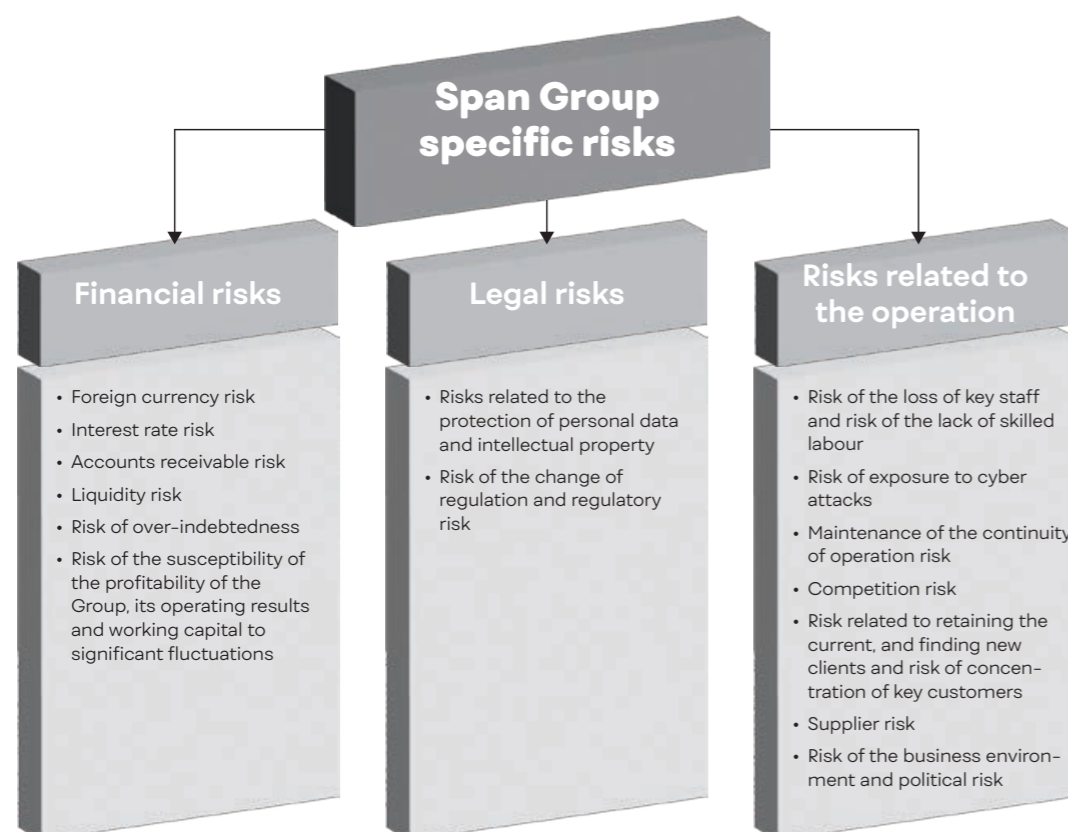 Span Group
specific risks
Financial risks
• Foreign currency risk
• Interest rate risk
• Accounts receivable risk
• Liquidity risk
• Risk of over-indebtedness
• Risk of the susceptibility of
the profitability of the
Group, its operating results
and working capital to
significant fluctuations
Legal risks
• Risks related to the
protection of personal data
and intellectual property
• Risk of the change of
regulation and regulatory
risk
Risks related to
the operation
• Risk of the loss of key staff
and risk of the lack of skilled
labour
• Risk of exposure to cyber
attacks
• Maintenance of the continuity
of operation risk
• Competition risk
• Risk related to retaining the
current, and finding new
clients and risk of concen-
tration of key customers
• Supplier risk
• Risk of the business environ-
ment and political risk